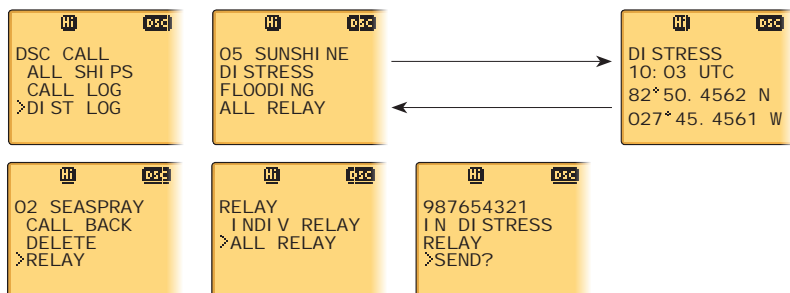 Hi DSC
DSC CALL
ALL SHIPS
CALL LOG
>DIST LOG
Hi DSC
05 SUNSHINE
DISTRESS
FLOODING
ALL RELAY
Hi DSC
DISTRESS
10:03 UTC
82°50.4562 N
027°45.4561 W
Hi DSC
02 SEASPRAY
CALL BACK
DELETE
>RELAY
Hi DSC
RELAY
INDIV RELAY
>ALL RELAY
Hi DSC
987654321
IN DISTRESS
RELAY
>SEND?